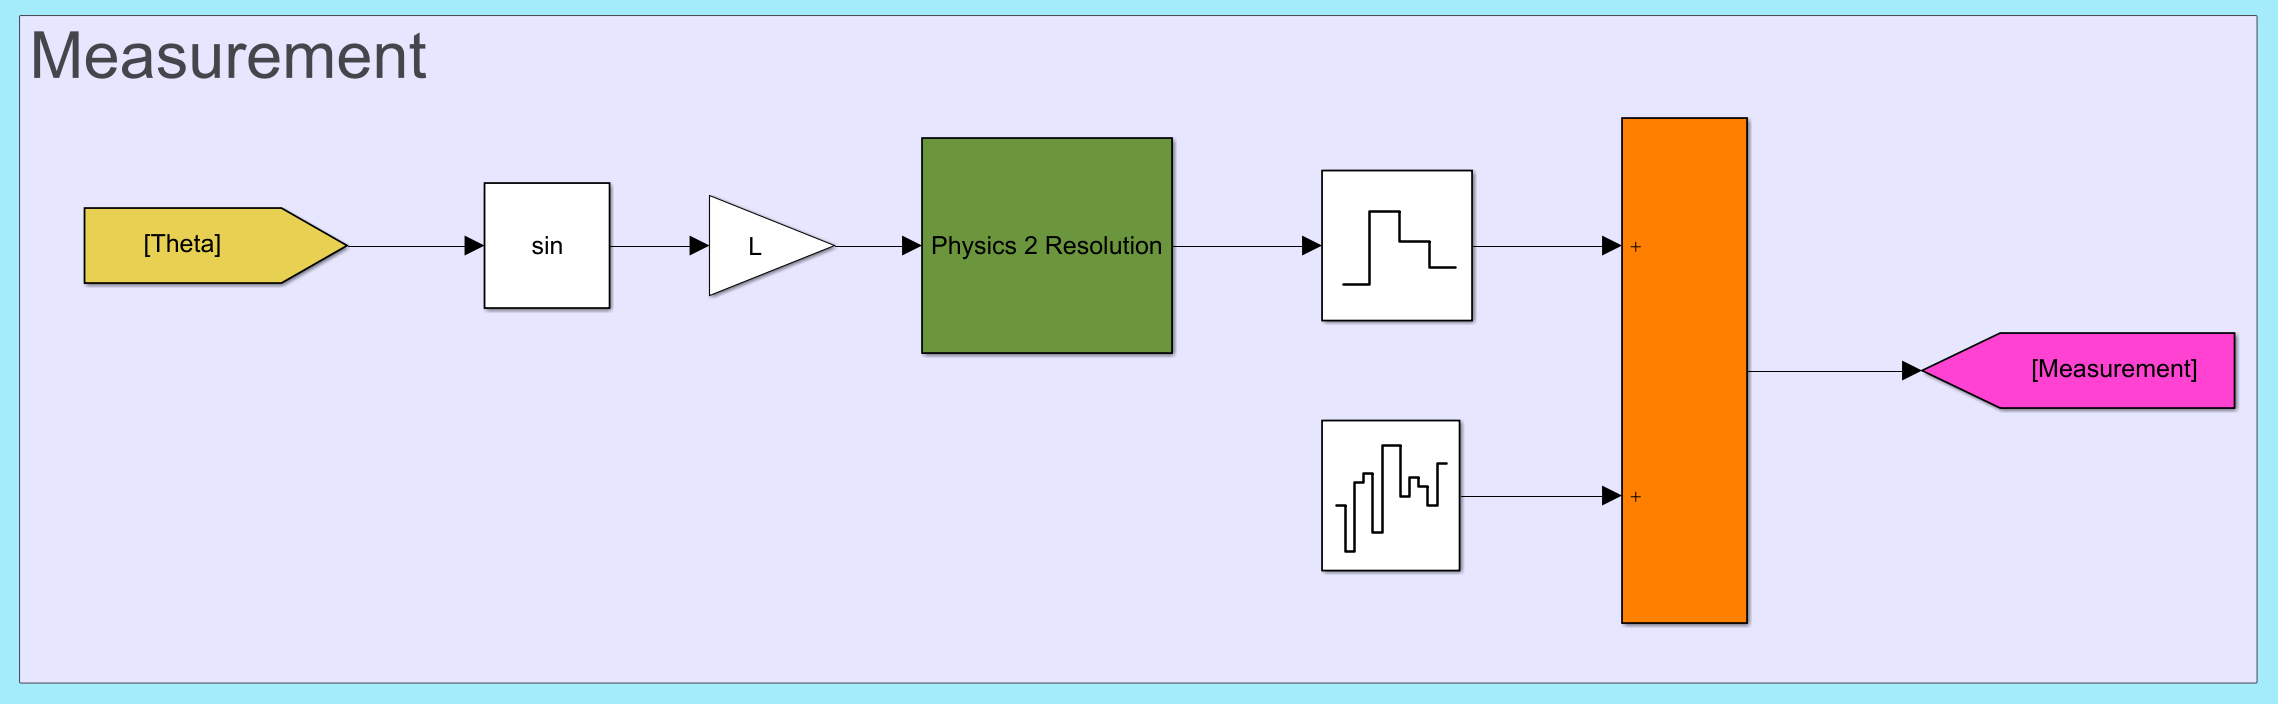 Measurement
[Theta]
sin
L
Physics 2 Resolution
+
+
[Measurement]